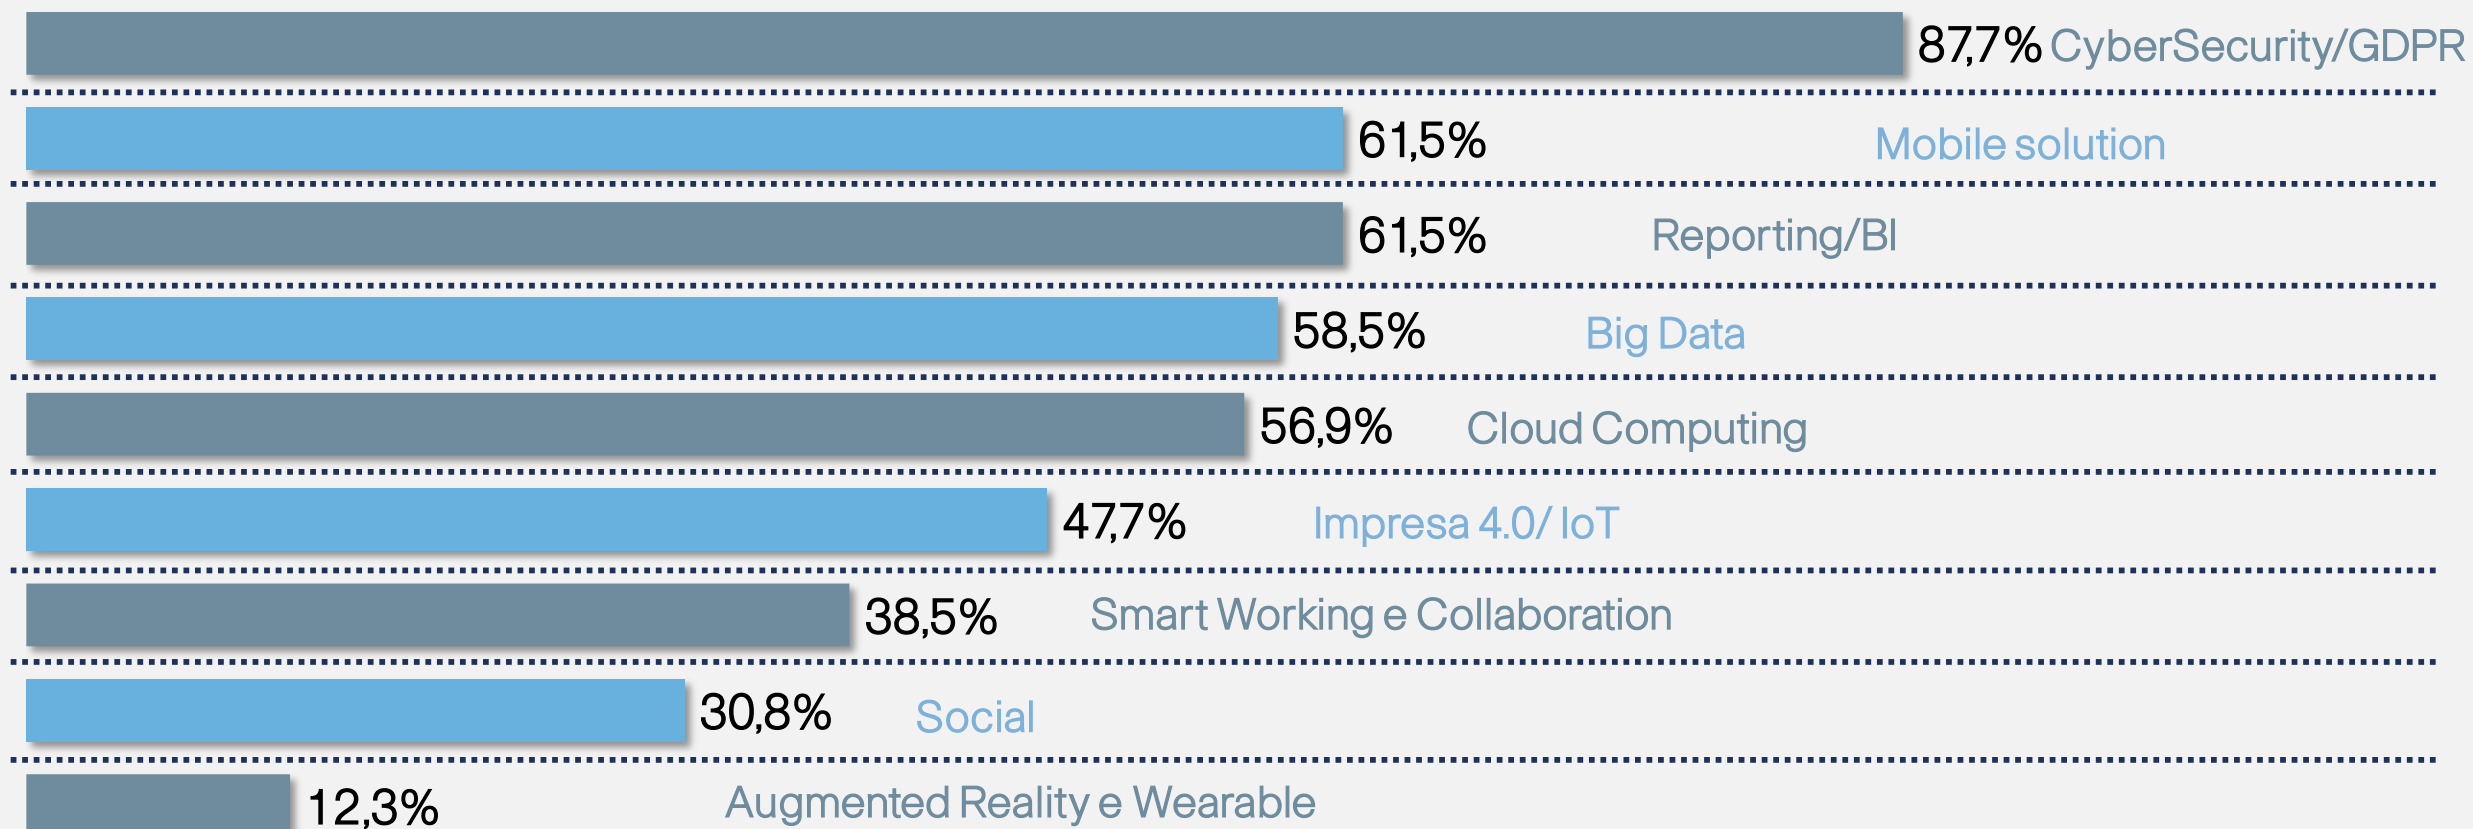 87,7% CyberSecurity/GDPR
61,5% Mobile solution
61,5% Reporting/BI
58,5% Big Data
56,9% Cloud Computing
47,7% Impresa 4.0/ IoT
38,5% Smart Working e Collaboration
30,8% Social
12,3% Augmented Reality e Wearable